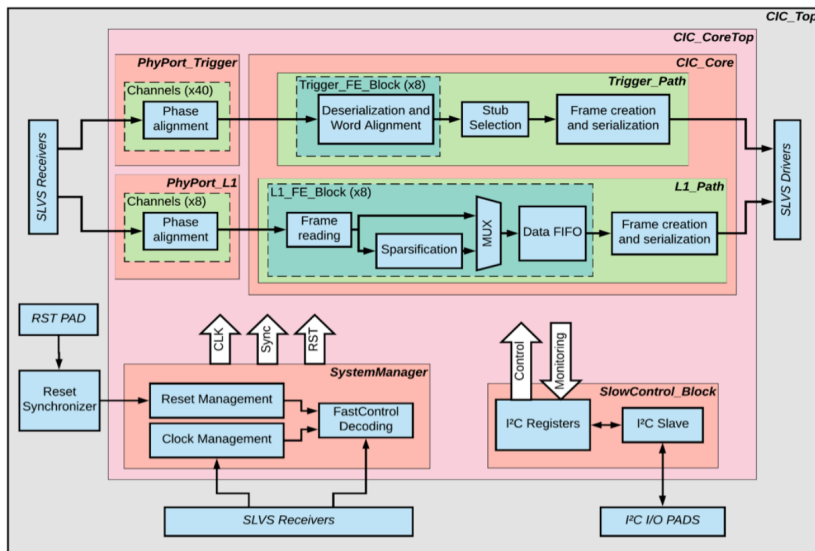 CIC_Top
CIC_CoreTop
PhyPort_Trigger
CIC_Core
Channels (x40)
Phase
alignment
Trigger_Path
Trigger_FE_Block (x8)
Deserialization and
Word Alignment
Stub
Selection
Frame creation
and serialization
SLVS Receivers
SLVS Drivers
PhyPort_L1
Channels (x8)
Phase
alignment
L1_Path
L1_FE_Block (x8)
Frame
reading
Sparsification
MUX
Data FIFO
Frame creation
and serialization
RST PAD
Reset
Synchronizer
CLK
Sync
RST
SystemManager
Reset Management
Clock Management
FastControl
Decoding
SLVS Receivers
Control
Monitoring
SlowControl_Block
I²C Registers
I²C Slave
I²C I/O PADS